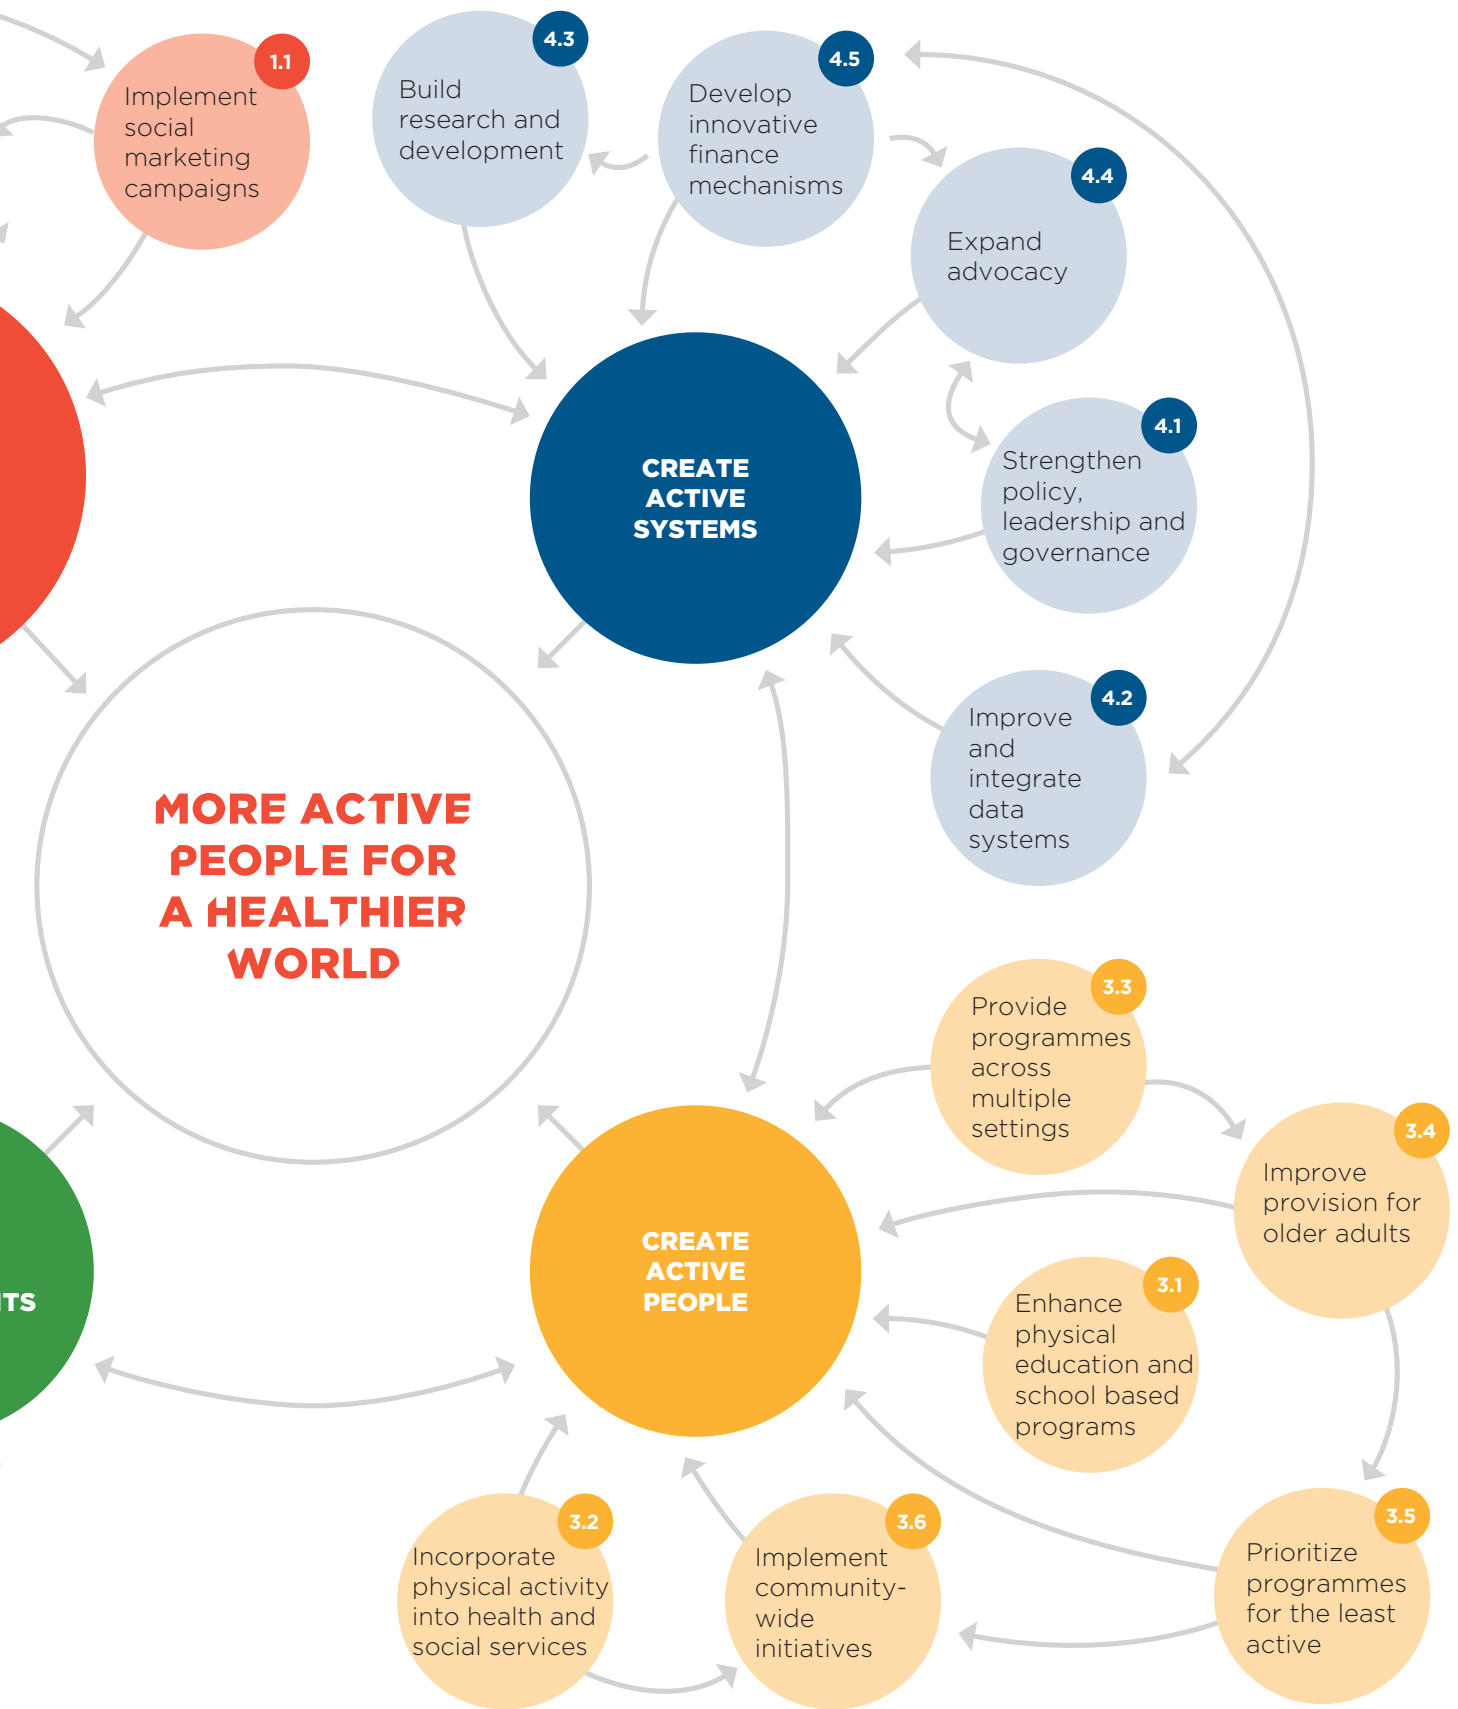 1.1
Implement
social
marketing
campaigns
4.3
Build
research and
development
4.5
Develop
innovative
finance
mechanisms
4.4
Expand
advocacy
4.1
Strengthen
policy,
leadership and
governance
CREATE
ACTIVE
SYSTEMS
4.2
Improve
and
integrate
data
systems
MORE ACTIVE
PEOPLE FOR
A HEALTHIER
WORLD
3.3
Provide
programmes
across
multiple
settings
3.4
Improve
provision for
older adults
CREATE
ACTIVE
PEOPLE
3.1
Enhance
physical
education and
school based
programs
3.2
Incorporate
physical activity
into health and
social services
3.6
Implement
community-
wide
initiatives
3.5
Prioritize
programmes
for the least
active